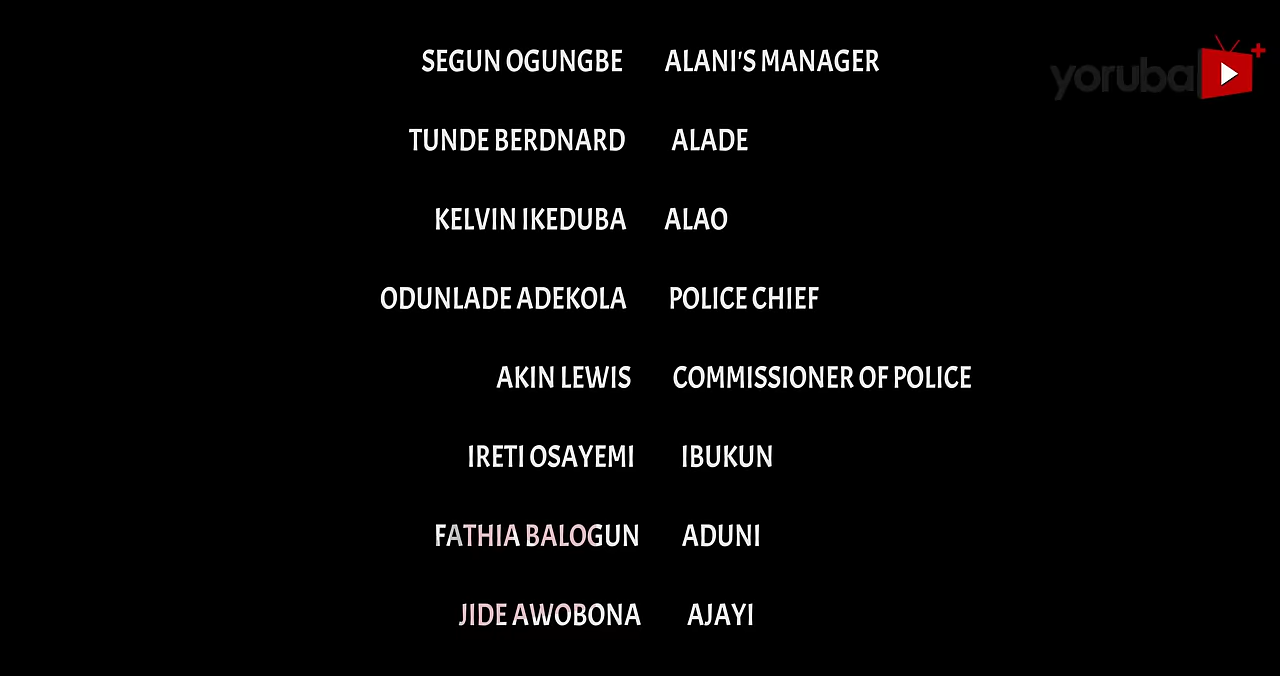 SEGUN OGUNGBE ALANI'S MANAGER
yoruba
TUNDE BERDNARD ALADE
KELVIN IKEDUBA ALAO
ODUNLADE ADEKOLA POLICE CHIEF
AKIN LEWIS COMMISSIONER OF POLICE
IRETI OSAYEMI IBUKUN
FATHIA BALOGUN ADUNI
JIDE AWOBONA AJAYI